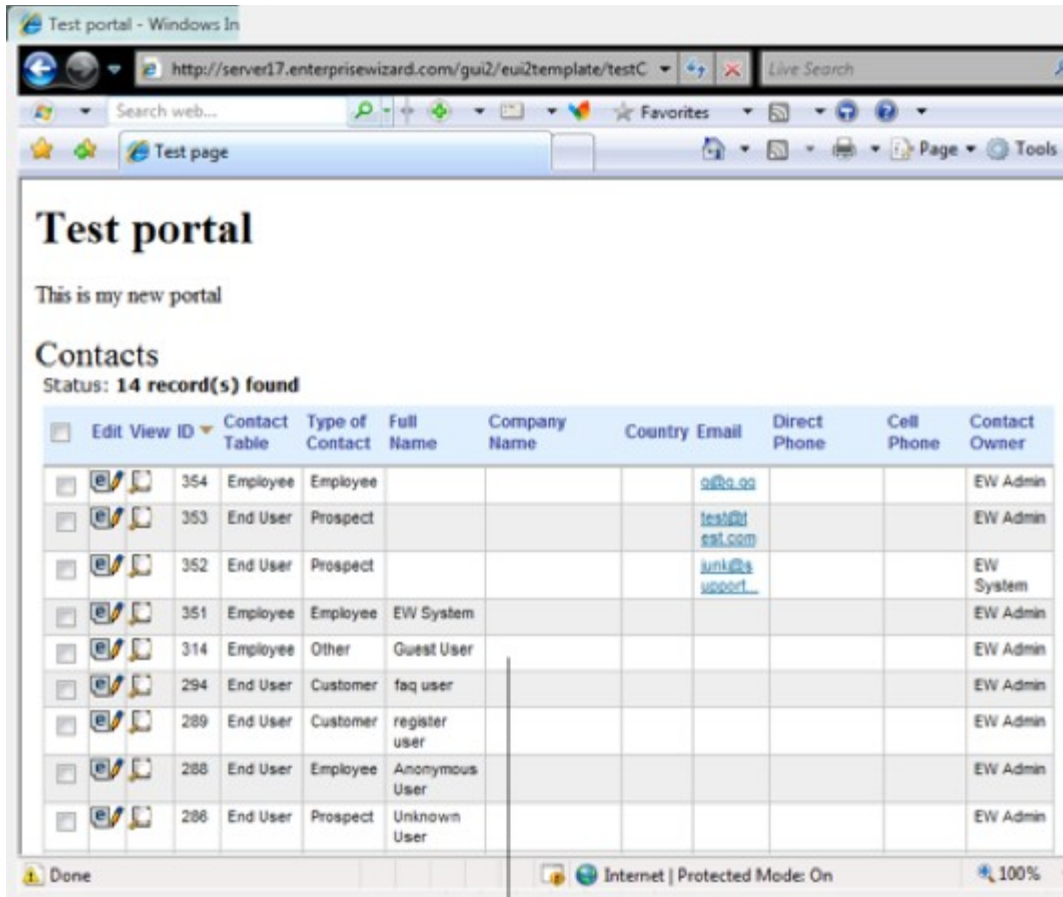 Test portal - Windows In
http://server17.enterprisewizard.com/gui2/eui2template/testC Live Search
Search web... Favorites
Test page Page Tools
Test portal
This is my new portal
Contacts
Status: 14 record(s) found
Edit View ID Contact Table Type of Contact Full Name Company Name Country Email Direct Phone Cell Phone Contact Owner
354 Employee Employee EW Admin
353 End User Prospect test@test.com EW Admin
352 End User Prospect junk@support... EW System
351 Employee Employee EW System EW Admin
314 Employee Other Guest User EW Admin
294 End User Customer faq user EW Admin
289 End User Customer register user EW Admin
288 End User Employee Anonymous User EW Admin
286 End User Prospect Unknown User EW Admin
Done Internet | Protected Mode: On 100%